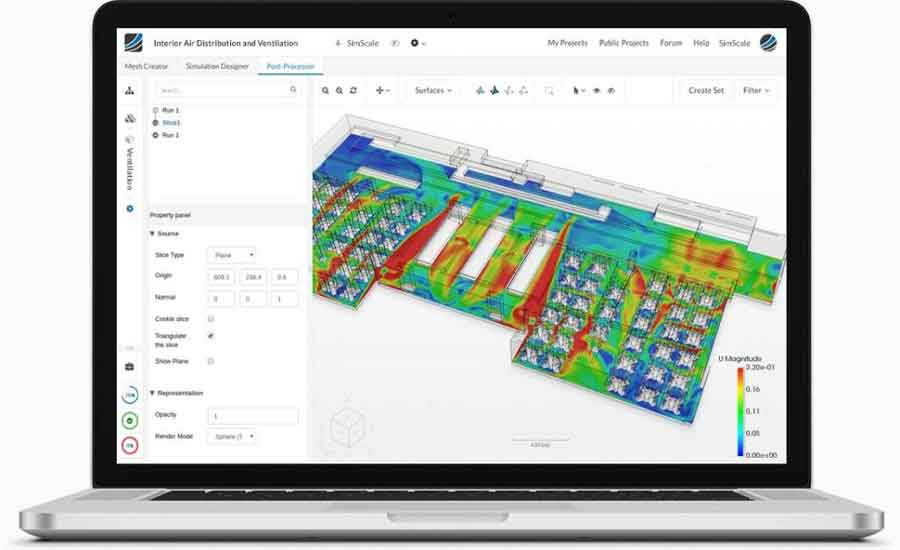 Interior Air Distribution and Ventilation
SimScale
My Projects
Public Projects
Forum
Help
SimScale
Mesh Creator
Simulation Designer
Post-Processor
Surfaces
Create Set
Filter
Run 1
Run 1
Ventilation
Property panel
Source
Slice Type
Plane
Origin
0.6
Normal
0
0
1
Crinkle slice
Triangulate
the slice
Show Plane
Representation
Opacity
1
Render Mode
Sphere (T
U Magnitude
2.20e-01
0.16
0.11
0.05
0.00e+00